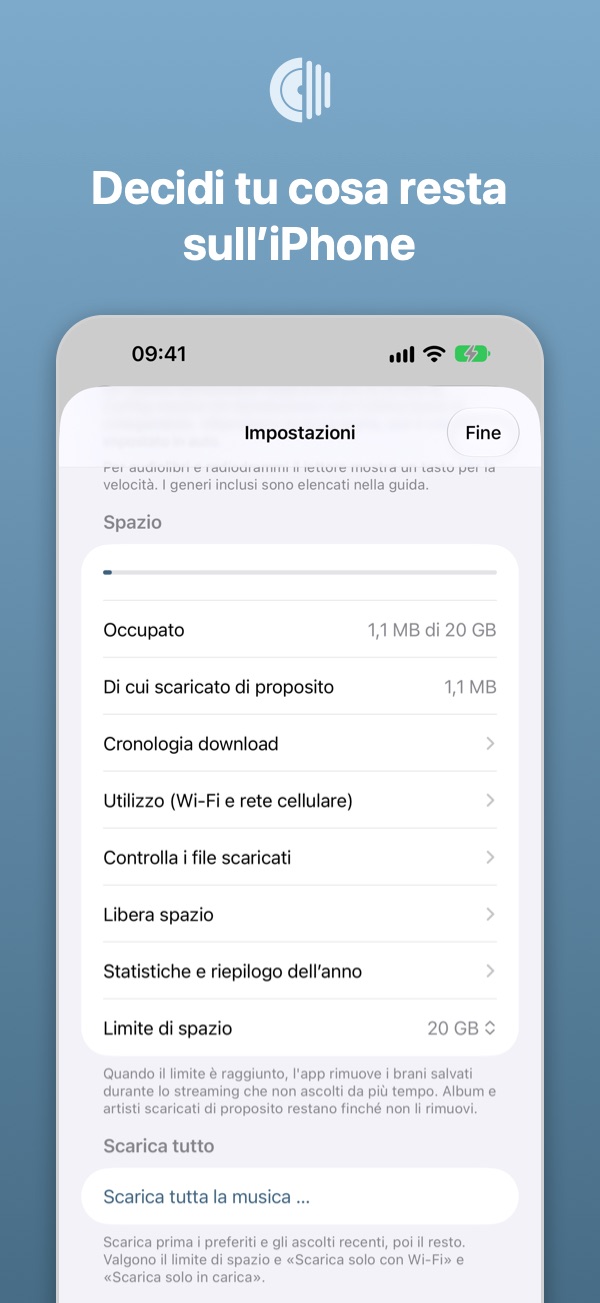 Decidi tu cosa resta
sull’iPhone
09:41
Impostazioni
Fine
Per audiolibri e radiodrammi il lettore mostra un tasto per la
velocità. I generi inclusi sono elencati nella guida.
Spazio
Occupato 1,1 MB di 20 GB
Di cui scaricato di proposito 1,1 MB
Cronologia download
Utilizzo (Wi-Fi e rete cellulare)
Controlla i file scaricati
Libera spazio
Statistiche e riepilogo dell’anno
Limite di spazio 20 GB
Quando il limite è raggiunto, l'app rimuove i brani salvati
durante lo streaming che non ascolti da più tempo. Album e
artisti scaricati di proposito restano finché non li rimuovi.
Scarica tutto
Scarica tutta la musica ...
Scarica prima i preferiti e gli ascolti recenti, poi il resto.
Valgono il limite di spazio e «Scarica solo con Wi-Fi» e
«Scarica solo in carica».